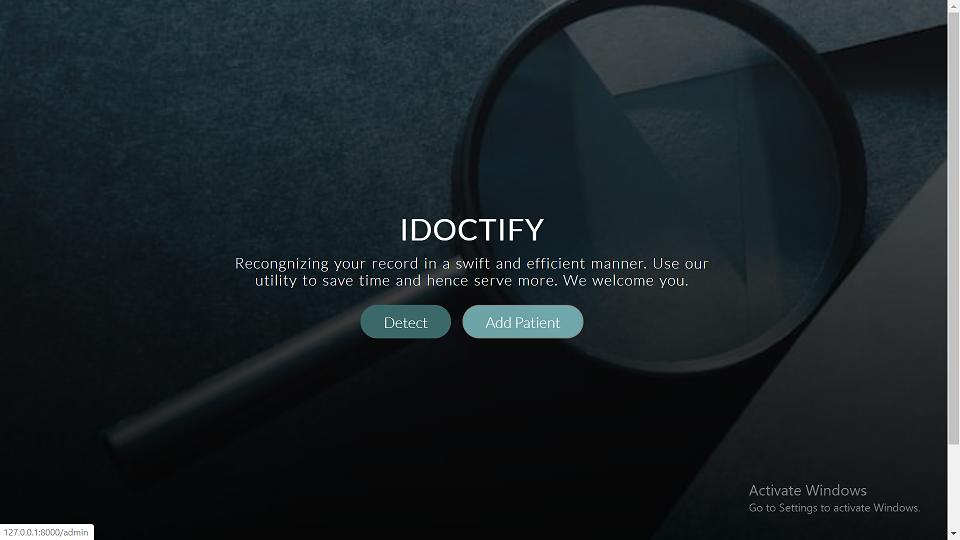 IDOCTIFY
Recongnizing your record in a swift and efficient manner. Use our
utility to save time and hence serve more. We welcome you.
Detect
Add Patient
Activate Windows
Go to Settings to activate Windows.
127.0.0.1:8000/admin